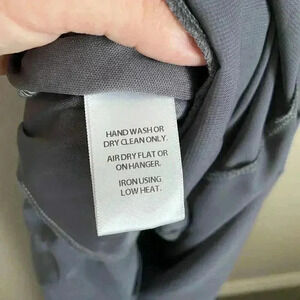 HAND WASH OR
DRY CLEAN ONLY.
AIR DRY FLAT OR
ON HANGER.
IRON USING
LOW HEAT.